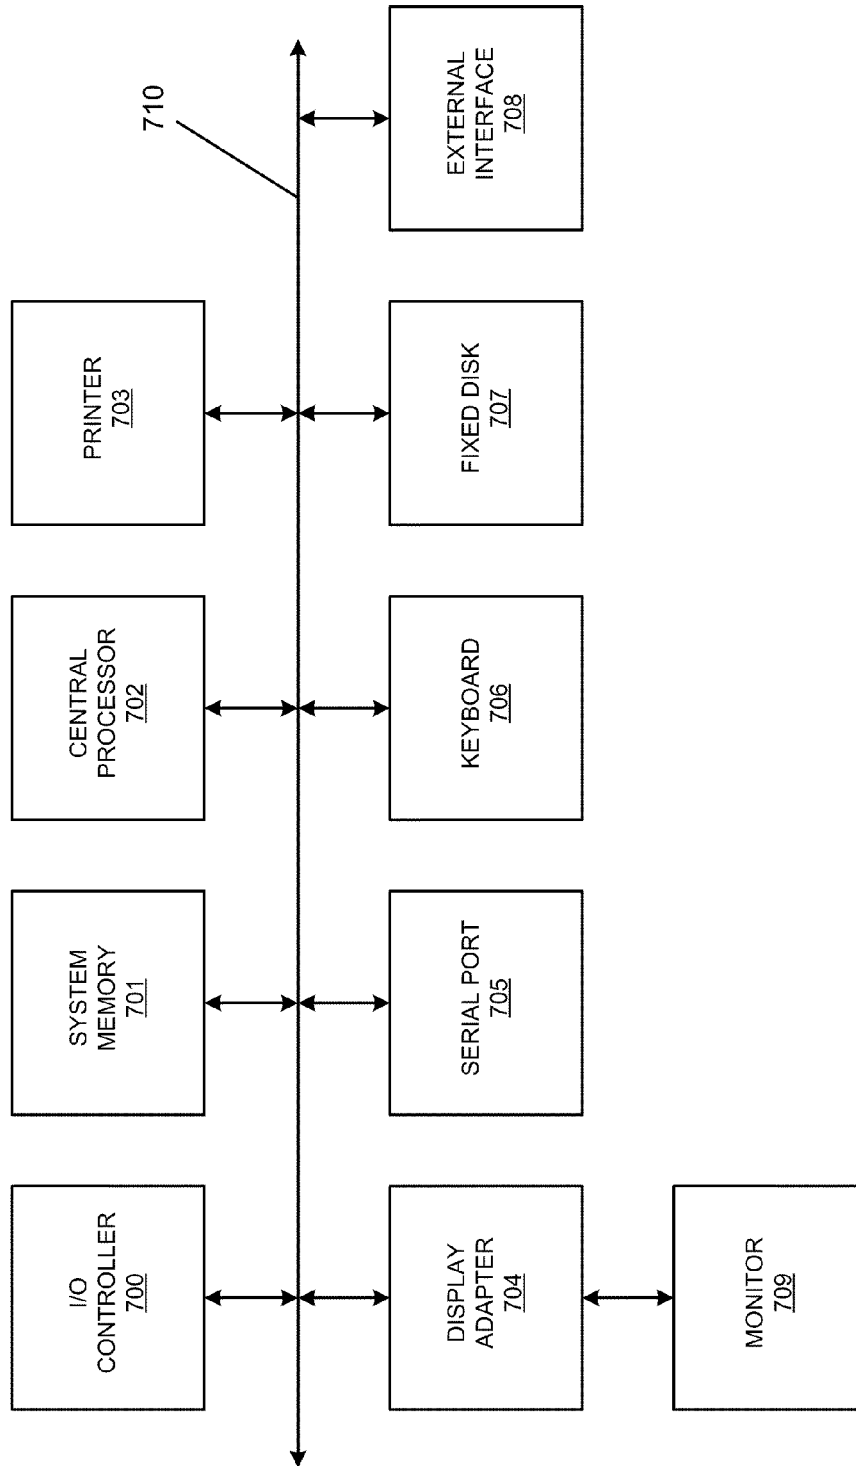 I/O
CONTROLLER
700
SYSTEM
MEMORY
701
CENTRAL
PROCESSOR
702
PRINTER
703
710
DISPLAY
ADAPTER
704
SERIAL PORT
705
KEYBOARD
706
FIXED DISK
707
EXTERNAL
INTERFACE
708
MONITOR
709